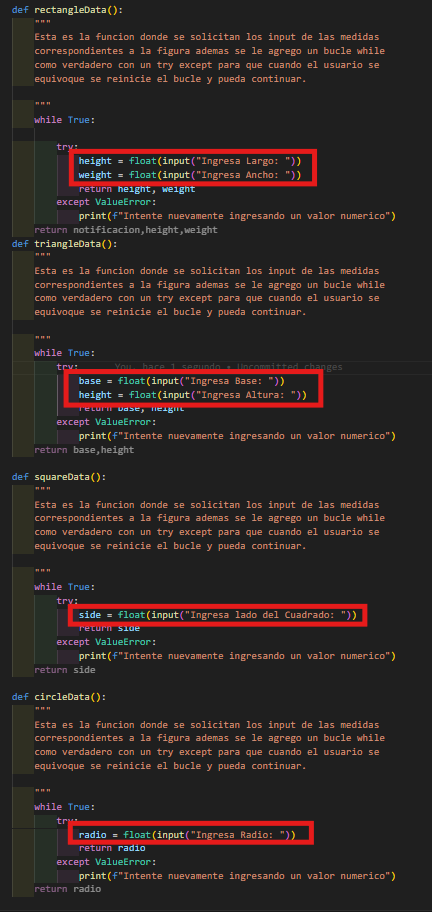 def rectangleData():
"""
Esta es la funcion donde se solicitan los input de las medidas
correspondientes a la figura ademas se le agrego un bucle while
como verdadero con un try except para que cuando el usuario se
equivoque se reinicie el bucle y pueda continuar.
"""
while True:
try:
height = float(input("Ingresa Largo: "))
weight = float(input("Ingresa Ancho: "))
return height, weight
except ValueError:
print(f"Intente nuevamente ingresando un valor numerico")
return notificacion,height,weight
def triangleData():
"""
Esta es la funcion donde se solicitan los input de las medidas
correspondientes a la figura ademas se le agrego un bucle while
como verdadero con un try except para que cuando el usuario se
equivoque se reinicie el bucle y pueda continuar.
"""
while True:
try: You, hace 1 segundo • Uncommitted changes
base = float(input("Ingresa Base: "))
height = float(input("Ingresa Altura: "))
return base, height
except ValueError:
print(f"Intente nuevamente ingresando un valor numerico")
return base,height
def squareData():
"""
Esta es la funcion donde se solicitan los input de las medidas
correspondientes a la figura ademas se le agrego un bucle while
como verdadero con un try except para que cuando el usuario se
equivoque se reinicie el bucle y pueda continuar.
"""
while True:
try:
side = float(input("Ingresa lado del Cuadrado: "))
return side
except ValueError:
print(f"Intente nuevamente ingresando un valor numerico")
return side
def circleData():
"""
Esta es la funcion donde se solicitan los input de las medidas
correspondientes a la figura ademas se le agrego un bucle while
como verdadero con un try except para que cuando el usuario se
equivoque se reinicie el bucle y pueda continuar.
"""
while True:
try:
radio = float(input("Ingresa Radio: "))
return radio
except ValueError:
print(f"Intente nuevamente ingresando un valor numerico")
return radio